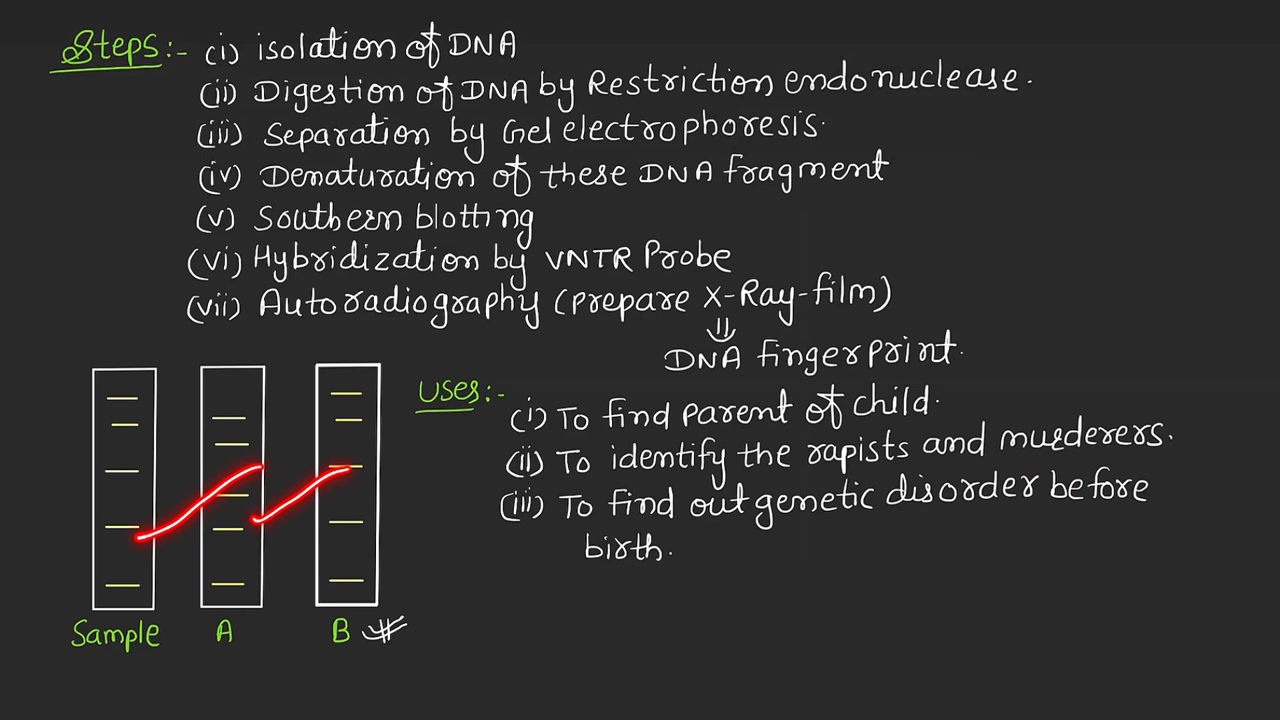 Steps:- (i) isolation of DNA
(ii) Digestion of DNA by Restriction endonuclease.
(iii) Separation by Gel electrophoresis.
(iv) Denaturation of these DNA fragment
(v) Southern blotting
(vi) Hybridization by VNTR Probe
(vii) Autoradiography (prepare X-Ray-film)
⇓
DNA fingerprint.
Uses:- (i) To find parent of child.
(ii) To identify the rapists and murderers.
(iii) To find out genetic disorder before
birth.
Sample A B